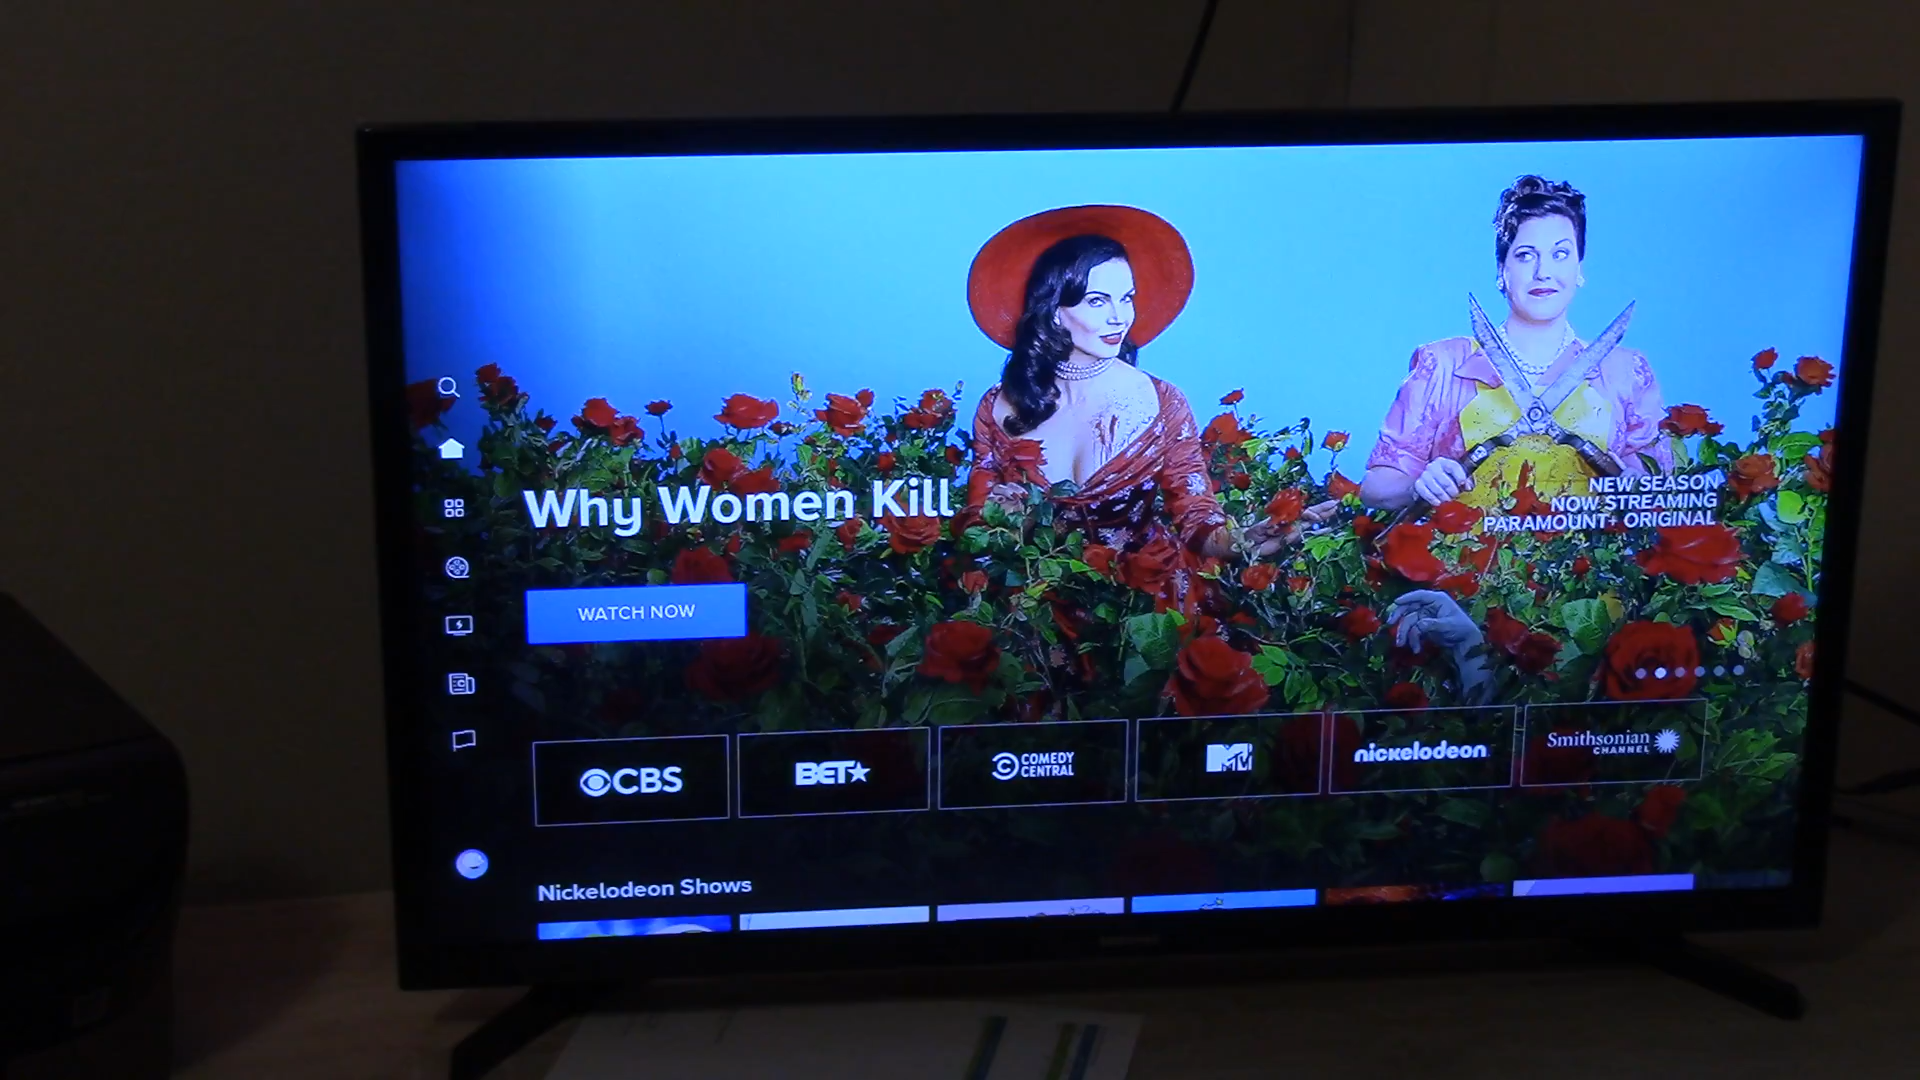 Why Women Kill
NEW SEASON
NOW STREAMING
PARAMOUNT+ ORIGINAL
WATCH NOW
CBS
BET
COMEDY
CENTRAL
MTV
nickelodeon
Smithsonian
CHANNEL
Nickelodeon Shows